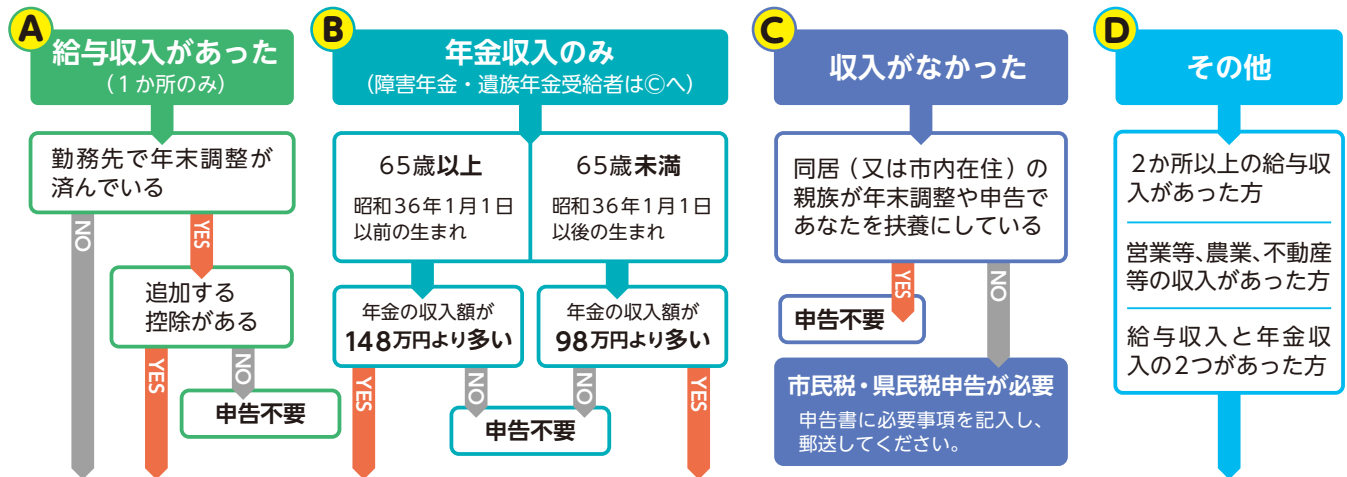 A
給与収入があった
(1か所のみ)
勤務先で年末調整が
済んでいる
NO
YES
追加する
控除がある
YES
NO
申告不要
B
年金収入のみ
(障害年金・遺族年金受給者はⒸへ)
65歳以上
昭和36年1月1日
以前の生まれ
65歳未満
昭和36年1月1日
以後の生まれ
年金の収入額が
148万円より多い
年金の収入額が
98万円より多い
YES
NO
NO
YES
申告不要
C
収入がなかった
同居(又は市内在住)の
親族が年末調整や申告で
あなたを扶養にしている
YES
NO
申告不要
市民税・県民税申告が必要
申告書に必要事項を記入し、
郵送してください。
D
その他
2か所以上の給与収
入があった方
営業等、農業、不動産
等の収入があった方
給与収入と年金収
入の2つがあった方